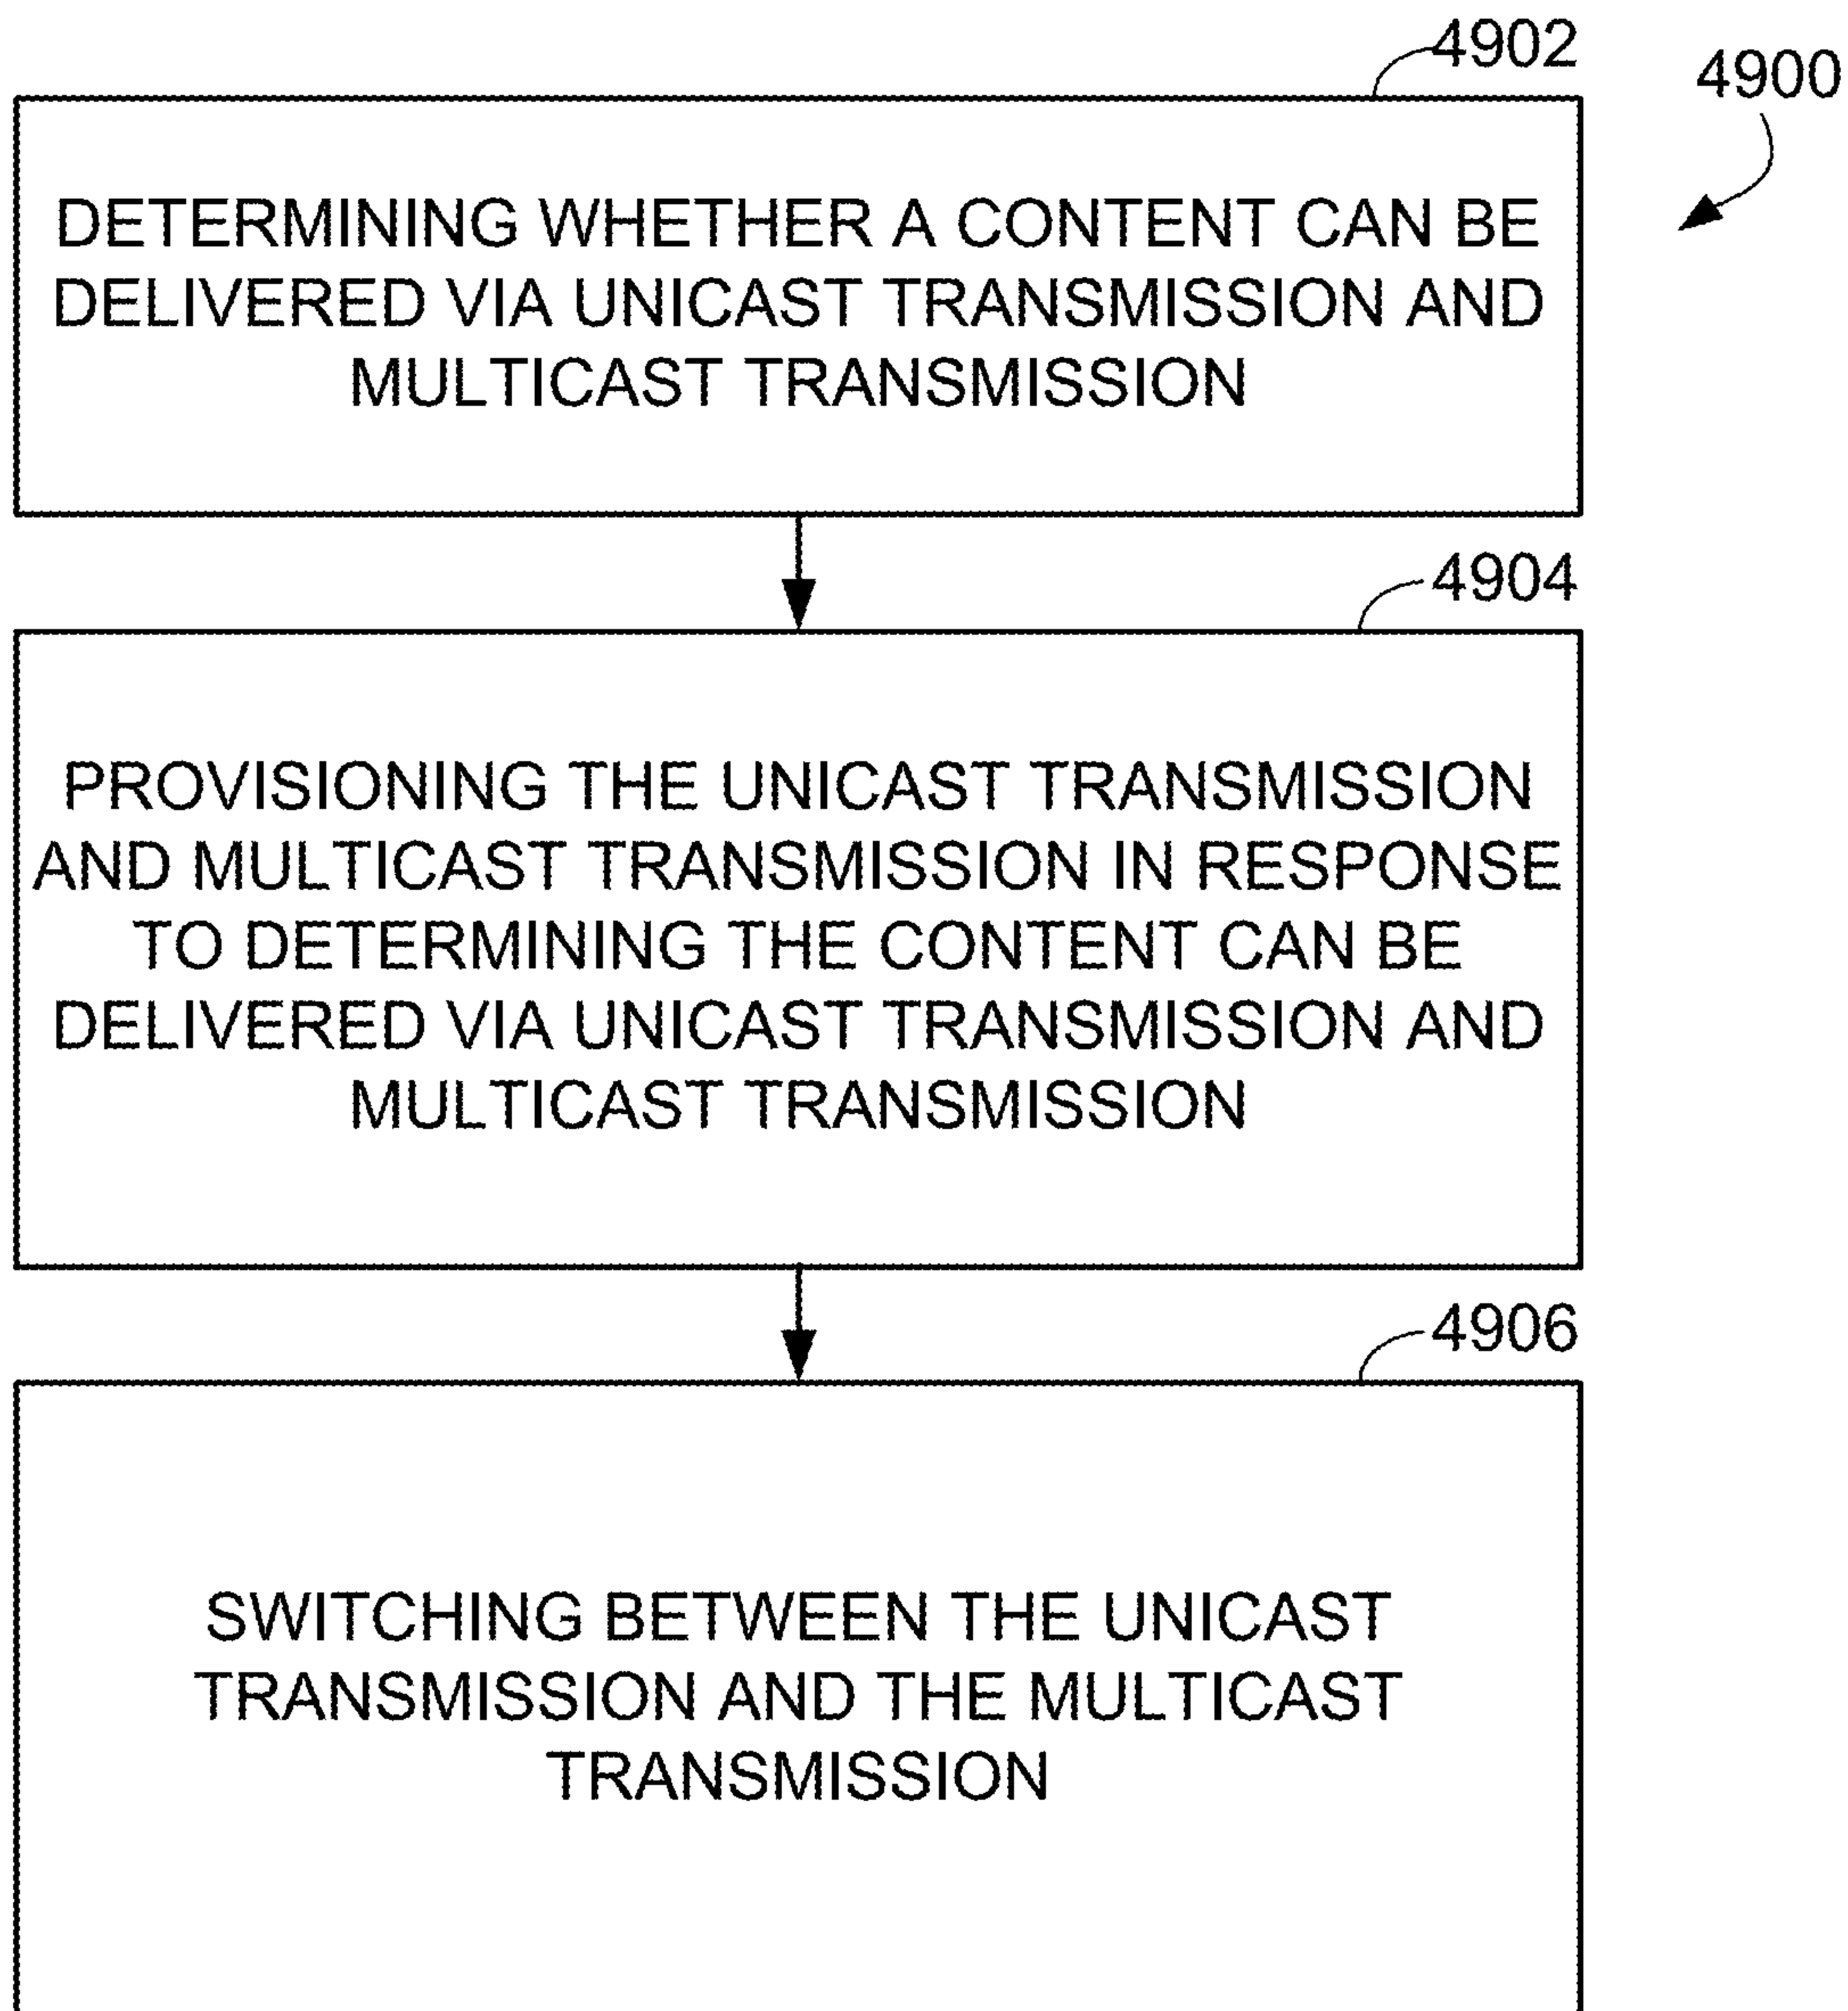 4902
4900
DETERMINING WHETHER A CONTENT CAN BE
DELIVERED VIA UNICAST TRANSMISSION AND
MULTICAST TRANSMISSION
4904
PROVISIONING THE UNICAST TRANSMISSION
AND MULTICAST TRANSMISSION IN RESPONSE
TO DETERMINING THE CONTENT CAN BE
DELIVERED VIA UNICAST TRANSMISSION AND
MULTICAST TRANSMISSION
4906
SWITCHING BETWEEN THE UNICAST
TRANSMISSION AND THE MULTICAST
TRANSMISSION